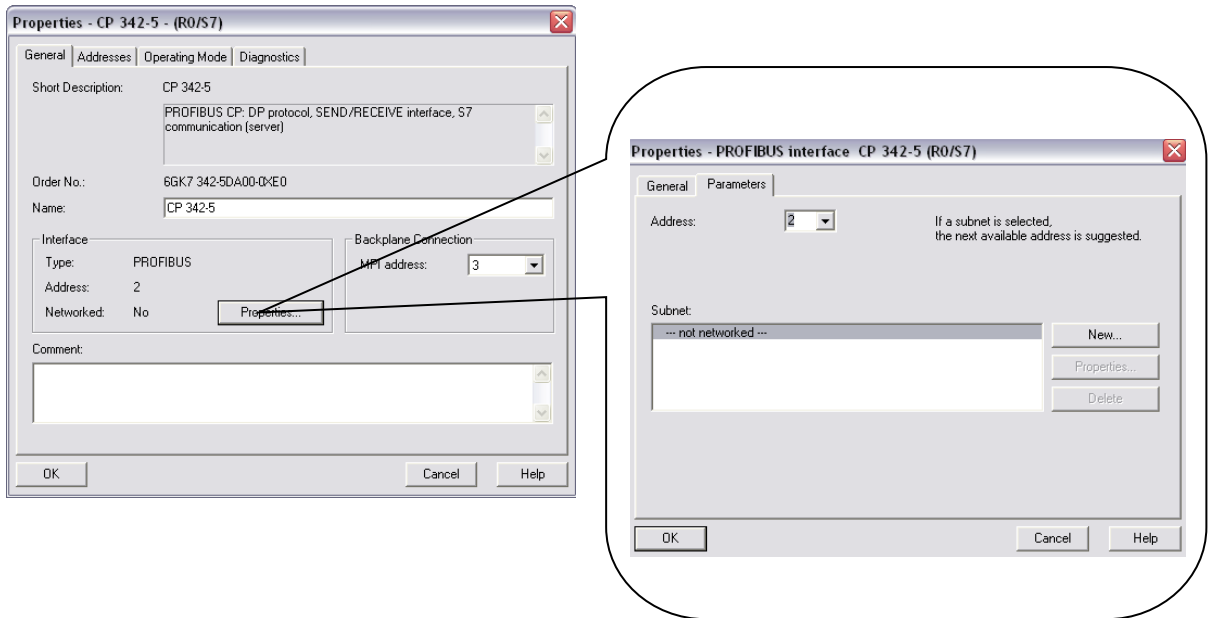 Properties - CP 342-5 - (R0/S7)
General Addresses Operating Mode Diagnostics
Short Description: CP 342-5
PROFIBUS CP: DP protocol, SEND/RECEIVE interface, S7
communication (server)
Order No.: 6GK7 342-5DA00-0XE0
Name: CP 342-5
Interface
Type: PROFIBUS
Address: 2
Networked: No Properties...
Backplane Connection
MPI address: 3
Comment:
OK Cancel Help
Properties - PROFIBUS interface CP 342-5 (R0/S7)
General Parameters
Address: 2
If a subnet is selected,
the next available address is suggested.
Subnet:
--- not networked ---
New...
Properties...
Delete
OK Cancel Help